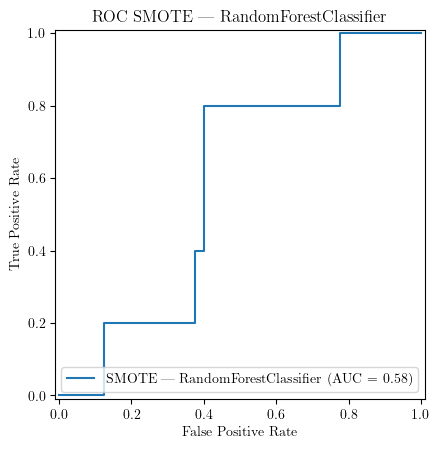 ROC SMOTE — RandomForestClassifier
1.0
0.8
0.6
0.4
0.2
0.0
True Positive Rate
SMOTE — RandomForestClassifier (AUC = 0.58)
0.0 0.2 0.4 0.6 0.8 1.0
False Positive Rate